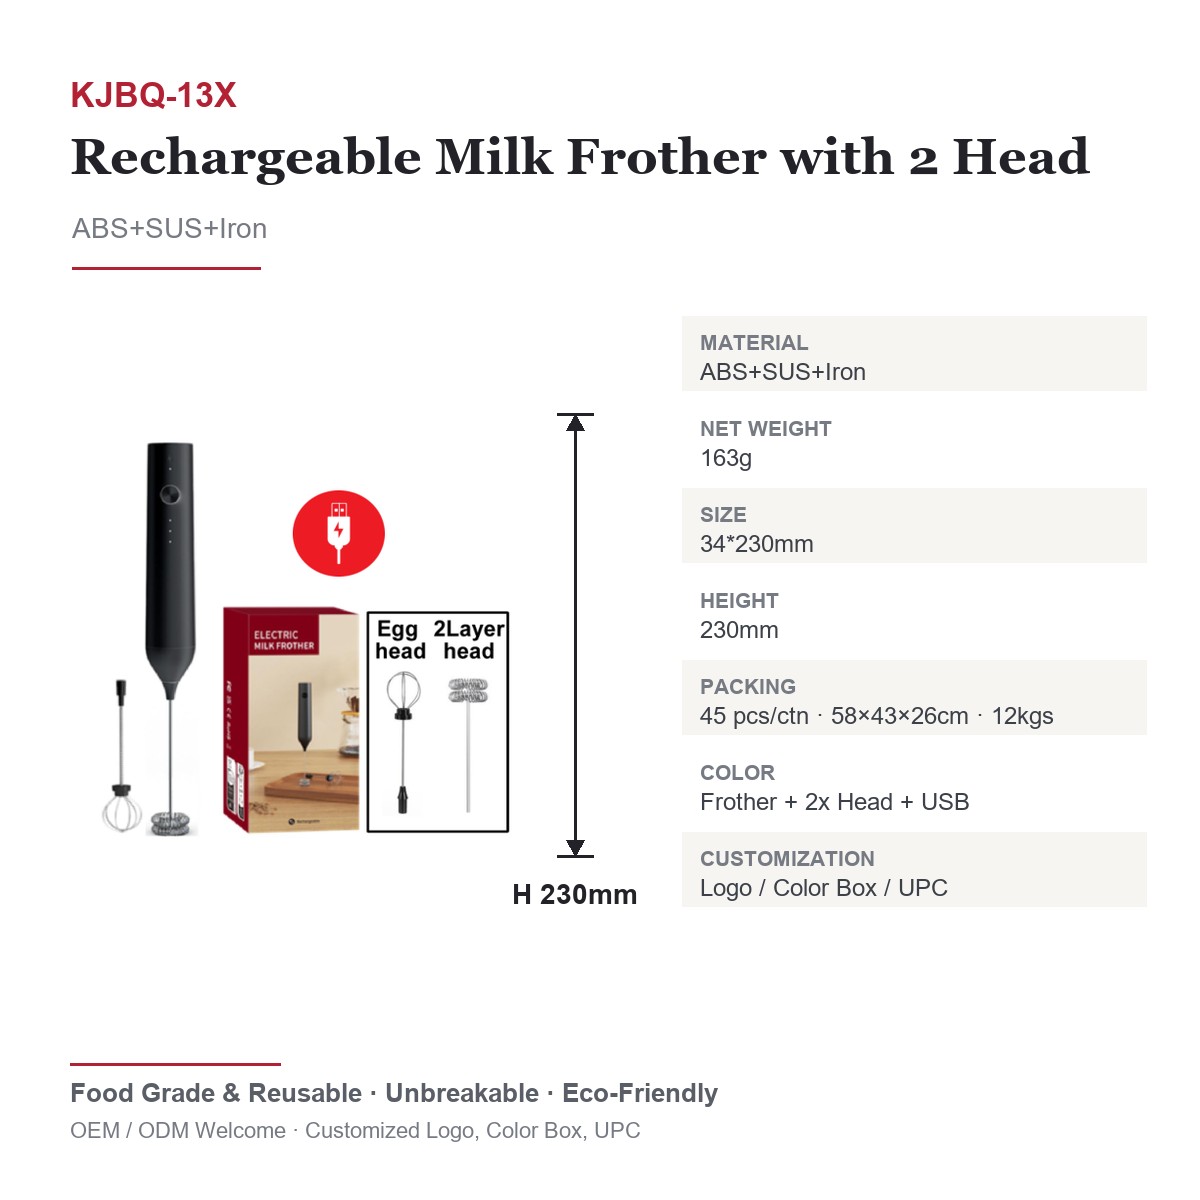 KJBQ-13X
Rechargeable Milk Frother with 2 Head
ABS+SUS+Iron
MATERIAL
ABS+SUS+Iron
NET WEIGHT
163g
SIZE
34*230mm
HEIGHT
230mm
PACKING
45 pcs/ctn · 58×43×26cm · 12kgs
COLOR
Frother + 2x Head + USB
CUSTOMIZATION
Logo / Color Box / UPC
ELECTRIC
MILK FROTHER
Rechargeable
Egg head
2Layer head
H 230mm
Food Grade & Reusable · Unbreakable · Eco-Friendly
OEM / ODM Welcome · Customized Logo, Color Box, UPC